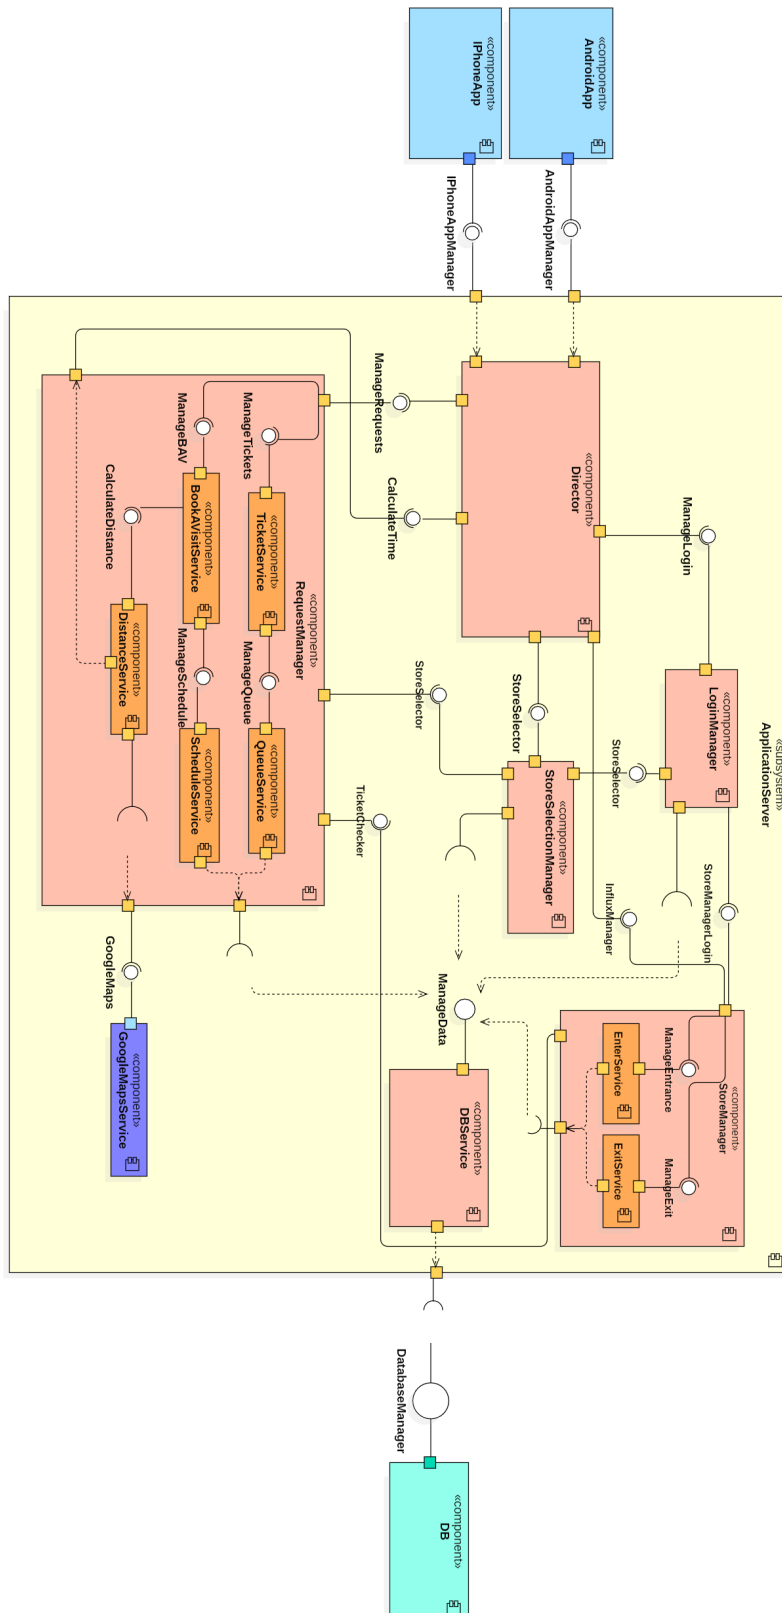 «component»
IPhoneApp
«component»
AndroidApp
IPhoneAppManager
AndroidAppManager
«subsystem»
ApplicationServer
«component»
Director
ManageRequests
CalculateTime
ManageLogin
«component»
LoginManager
StoreSelector
StoreSelector
StoreSelector
«component»
StoreSelectionManager
«component»
RequestManager
ManageBAV
ManageTickets
CalculateDistance
«component»
BookAVisitService
«component»
TicketService
«component»
DistanceService
ManageSchedule
ManageQueue
«component»
ScheduleService
«component»
QueueService
TicketChecker
InfluxManager
StoreManagerLogin
GoogleMaps
«component»
GoogleMapsService
ManageData
«component»
DBService
«component»
StoreManager
ManageEntrance
EnterService
ManageExit
ExitService
DatabaseManager
«component»
DB